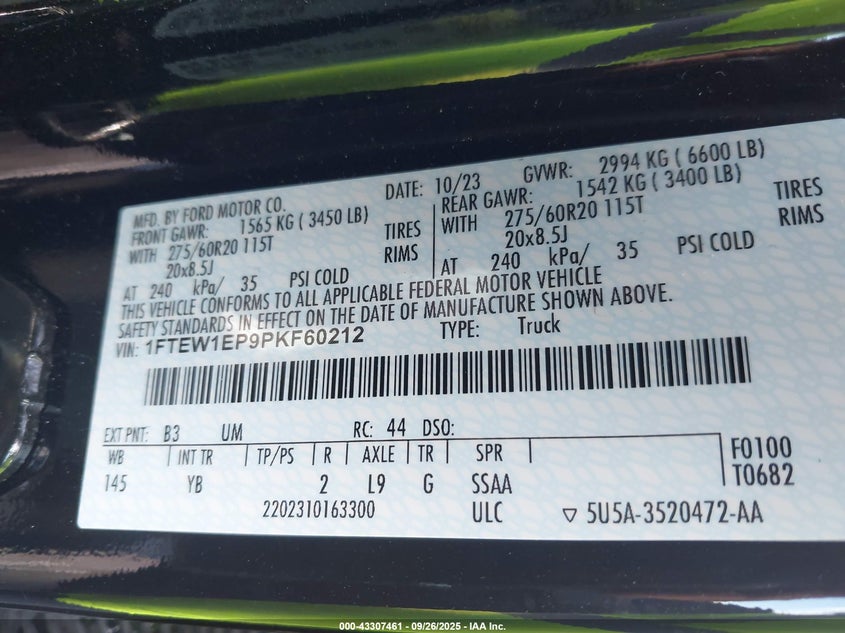 MFD. BY FORD MOTOR CO. DATE: 10/23 GVWR: 2994 KG ( 6600 LB)
FRONT GAWR: 1565 KG ( 3450 LB) REAR GAWR: 1542 KG ( 3400 LB)
WITH 275/60R20 115T TIRES WITH 275/60R20 115T TIRES
20x8.5J RIMS 20x8.5J RIMS
AT 240 kPa/ 35 PSI COLD AT 240 kPa/ 35 PSI COLD
THIS VEHICLE CONFORMS TO ALL APPLICABLE FEDERAL MOTOR VEHICLE
SAFETY STANDARDS IN EFFECT ON THE DATE OF MANUFACTURE SHOWN ABOVE.
VIN: 1FTEW1EP9PKF60212 TYPE: Truck
EXT PNT: B3 UM RC: 44 DSO:
WB INT TR TP/PS R AXLE TR SPR F0100
145 YB 2 L9 G SSAA T0682
2202310163300 ULC ▽ 5U5A-3520472-AA
000-43307461 - 09/26/2025 - IAA Inc.